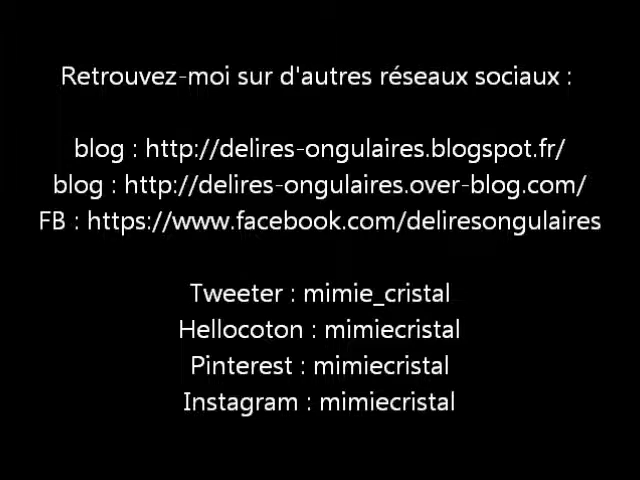 Retrouvez-moi sur d'autres réseaux sociaux :
blog : http://delires-ongulaires.blogspot.fr/
blog : http://delires-ongulaires.over-blog.com/
FB : https://www.facebook.com/deliresongulaires
Tweeter : mimie_cristal
Hellocoton : mimiecristal
Pinterest : mimiecristal
Instagram : mimiecristal